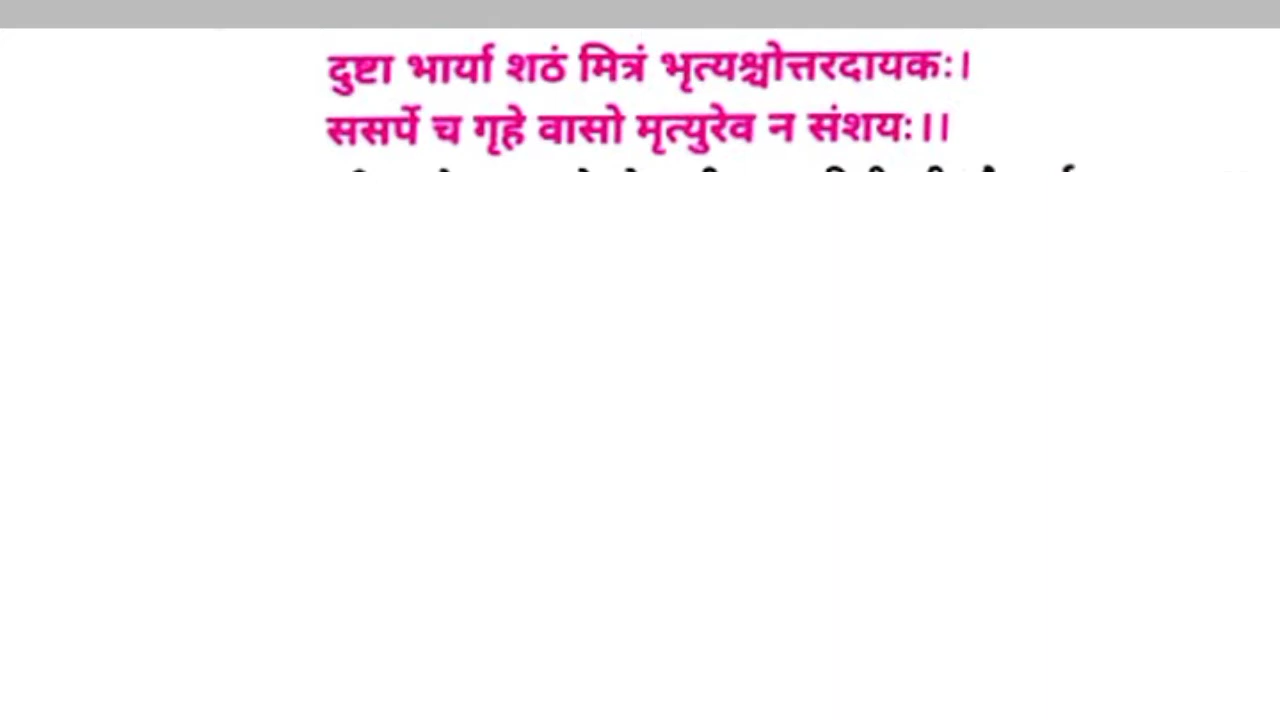 दुष्टा भार्या शठं मित्रं भृत्यश्चोत्तरदायकः।
ससर्पे च गृहे वासो मृत्युरेव न संशयः।।